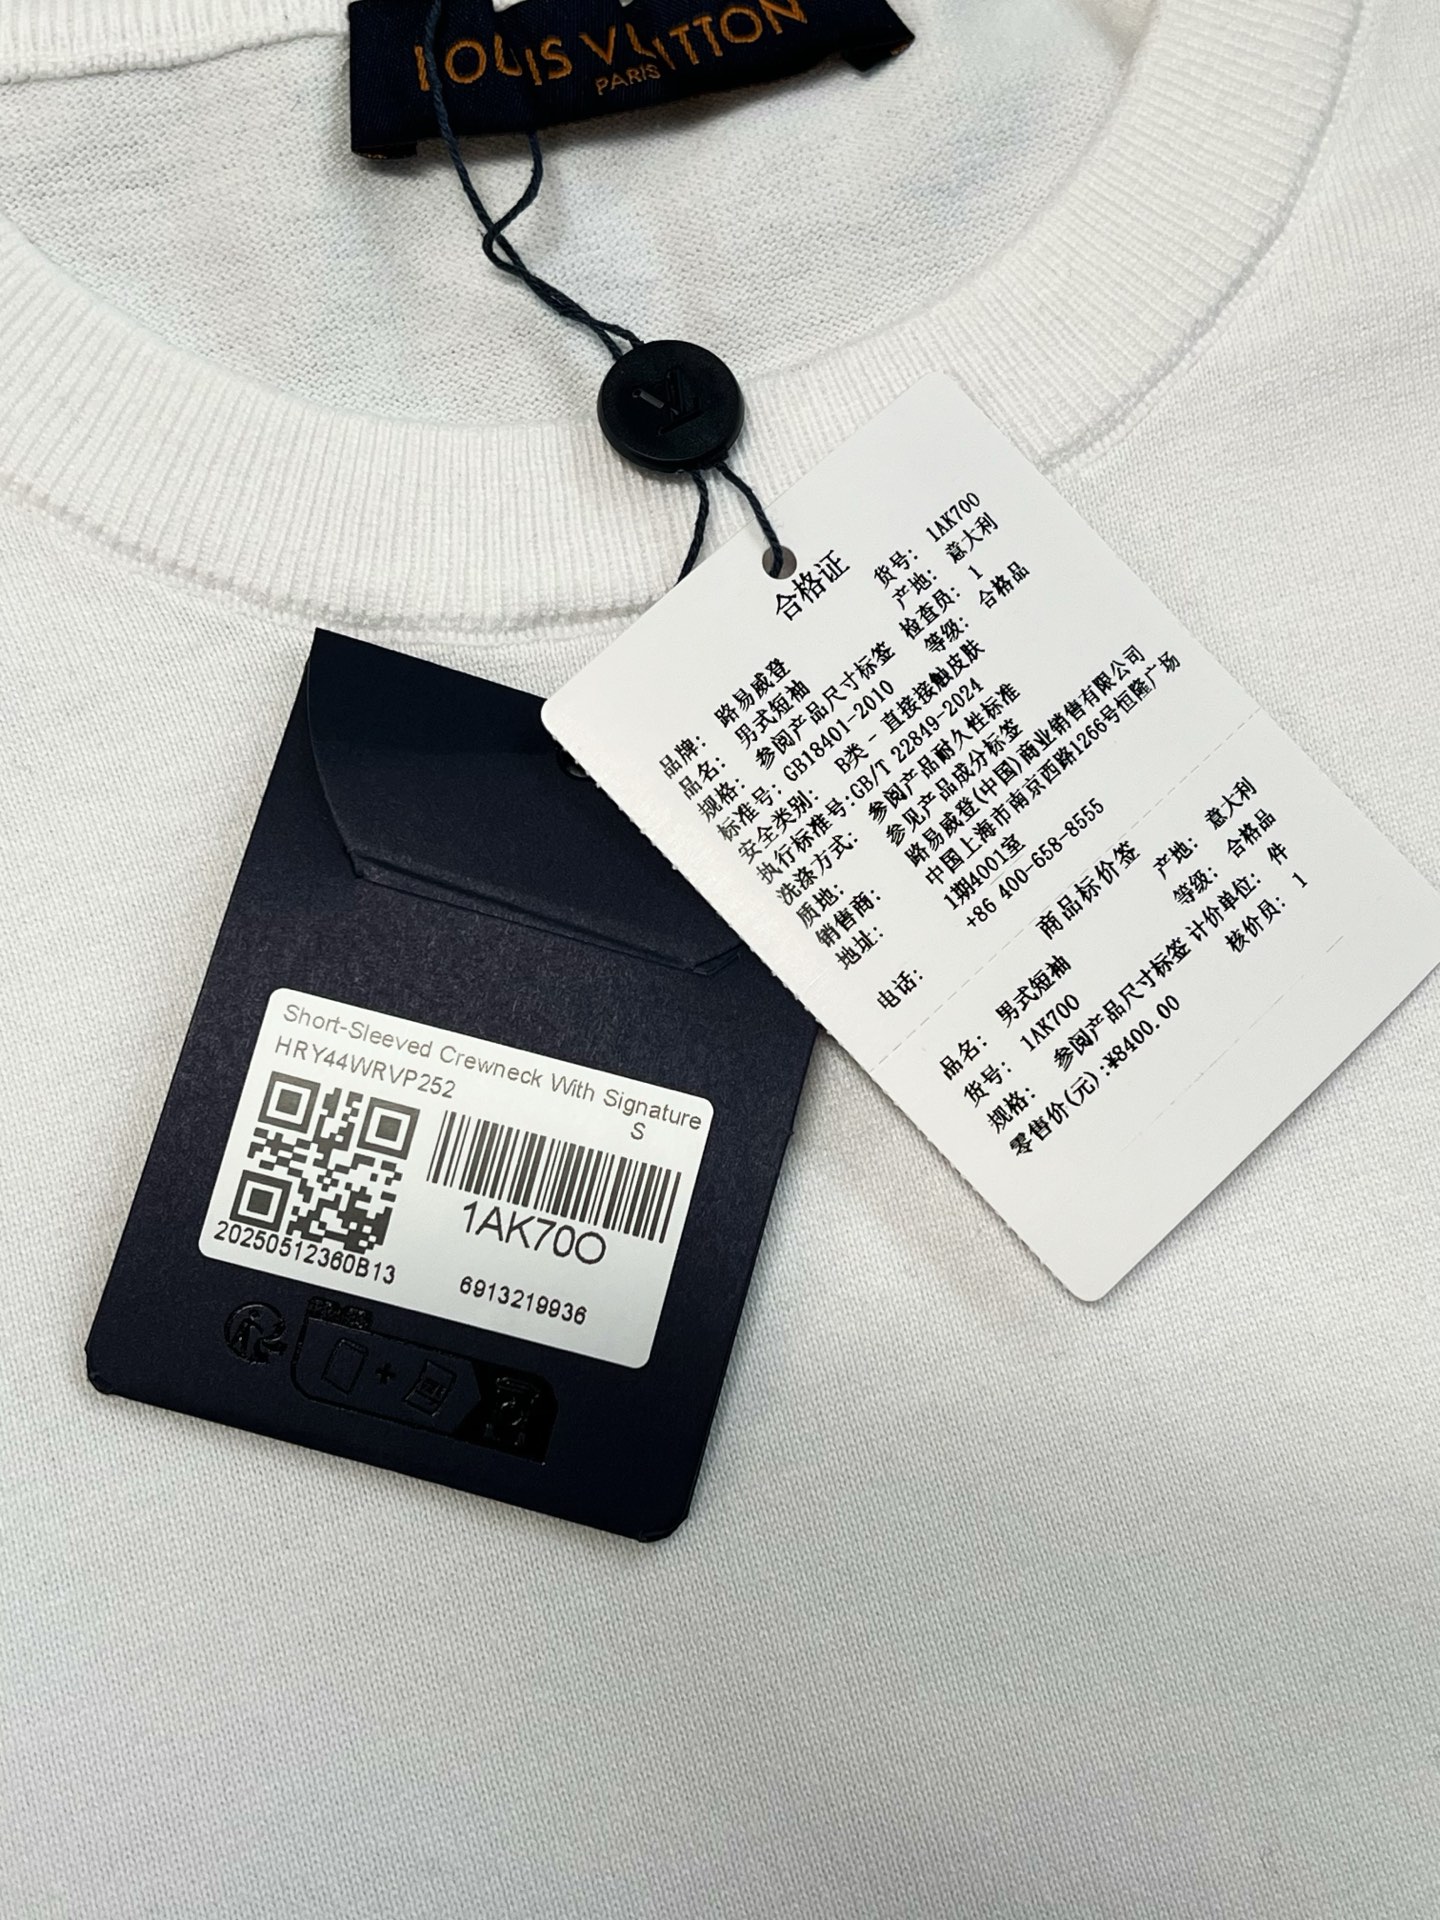 LOUIS VUITTON
PARIS
合格证
品牌: 路易威登 货号: 1AK700
品名: 男式短袖 产地: 意大利
规格: 参阅产品尺寸标签 检查员: 1
标准号: GB18401-2010 等级: 合格品
安全类别: B类 - 直接接触皮肤
执行标准号:GB/T 22849-2024
洗涤方式: 参阅产品耐久性标准
质地: 参见产品成分标签
销售商: 路易威登(中国)商业销售有限公司
地址: 中国上海市南京西路1266号恒隆广场
1期4001室
电话: +86 400-658-8555
商品标价签
品名: 男式短袖 产地: 意大利
货号: 1AK700 等级: 合格品
规格: 参阅产品尺寸标签 计价单位: 件
零售价(元):¥8400.00 核价员: 1
Short-Sleeved Crewneck With Signature
HRY44WRVP252 S
1AK70O
20250512360B13
6913219936